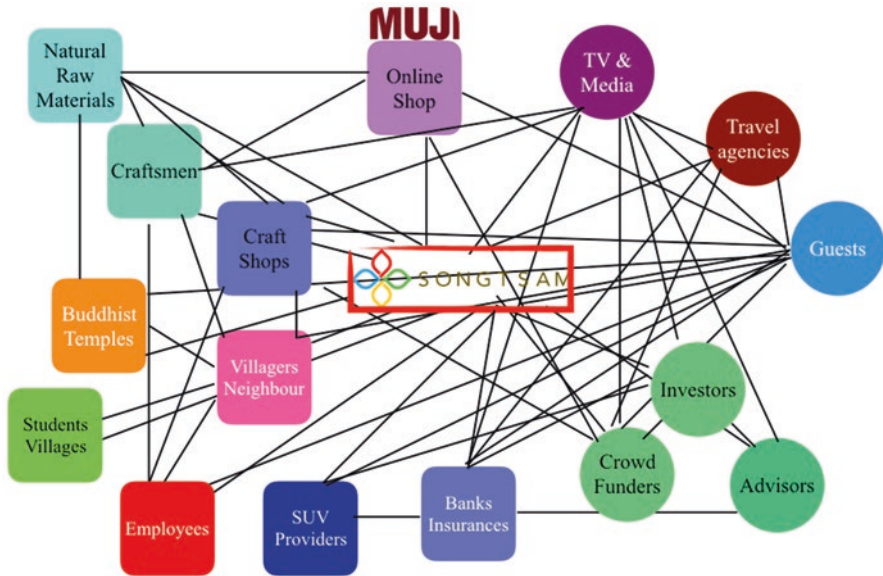 MUJI
Natural
Raw
Materials
Online
Shop
TV &
Media
Travel
agencies
Craftsmen
Craft
Shops
SONGTSAM
Guests
Buddhist
Temples
Villagers
Neighbour
Investors
Students
Villages
Crowd
Funders
Advisors
Employees
SUV
Providers
Banks
Insurances